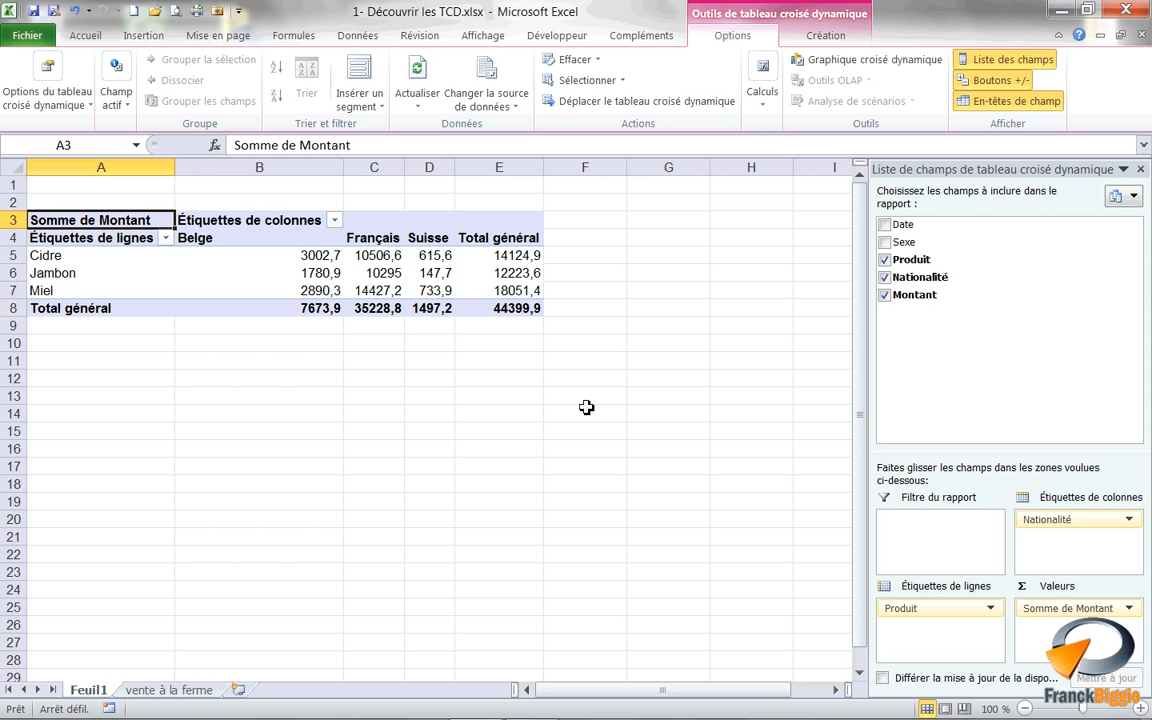 1- Découvrir les TCD.xlsx - Microsoft Excel
Outils de tableau croisé dynamique
Fichier Accueil Insertion Mise en page Formules Données Révision Affichage Développeur Compléments Options Création
Options du tableau croisé dynamique
Champ actif
Grouper la sélection
Dissocier
Grouper les champs
Groupe
Trier
Insérer un segment
Trier et filtrer
Actualiser
Changer la source de données
Données
Effacer
Sélectionner
Déplacer le tableau croisé dynamique
Actions
Calculs
Graphique croisé dynamique
Outils OLAP
Analyse de scénarios
Outils
Liste des champs
Boutons +/-
En-têtes de champ
Afficher
A3 fx Somme de Montant
A B C D E F G H I
1
2
3 Somme de Montant Étiquettes de colonnes
4 Étiquettes de lignes Belge Français Suisse Total général
5 Cidre 3002,7 10506,6 615,6 14124,9
6 Jambon 1780,9 10295 147,7 12223,6
7 Miel 2890,3 14427,2 733,9 18051,4
8 Total général 7673,9 35228,8 1497,2 44399,9
9
10
11
12
13
14
15
16
17
18
19
20
21
22
23
24
25
26
27
28
29
Liste de champs de tableau croisé dynamique
Choisissez les champs à inclure dans le
rapport :
Date
Sexe
Produit
Nationalité
Montant
Faites glisser les champs dans les zones voulues
ci-dessous:
Filtre du rapport Étiquettes de colonnes
Nationalité
Étiquettes de lignes Σ Valeurs
Produit Somme de Montant
Différer la mise à jour de la dispo... Mettre à jour
FranckBiggio
Feuil1 vente à la ferme
Prêt Arrêt défil. 100 %